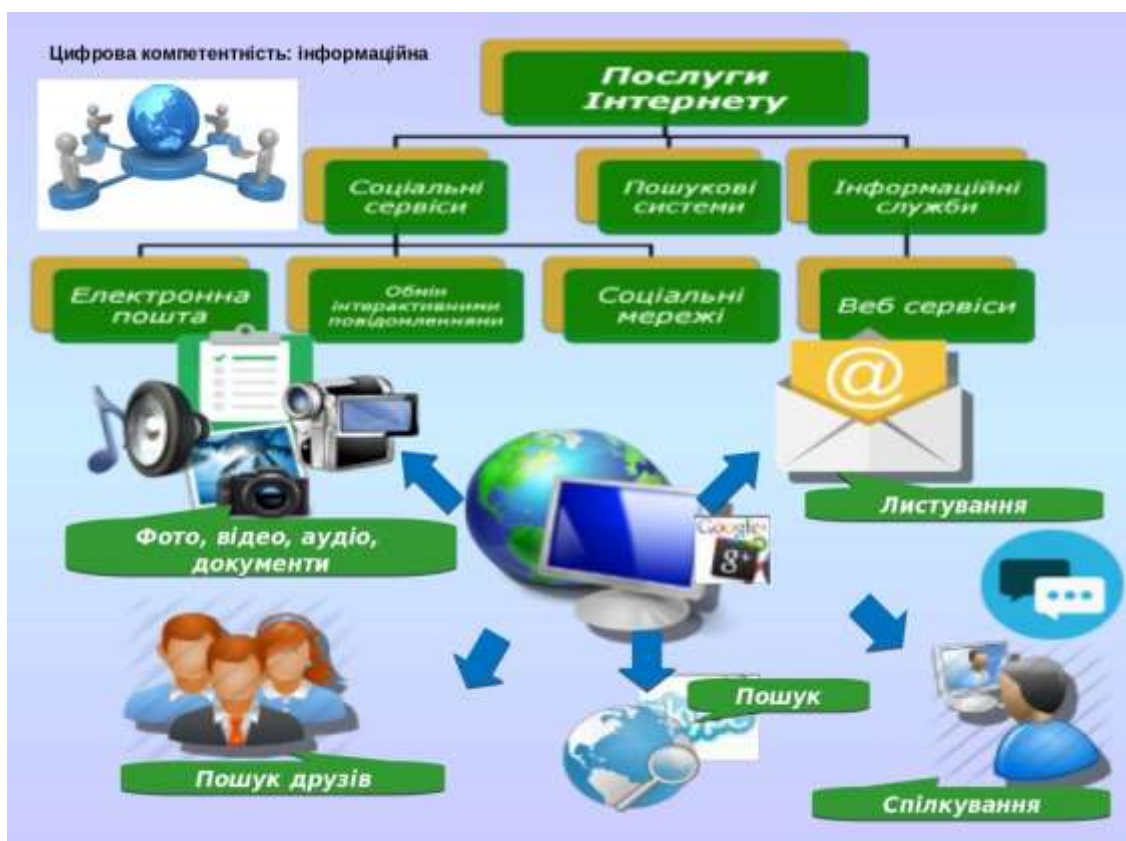 Цифрова компетентність: інформаційна
Послуги
Інтернету
Соціальні
сервіси
Пошукові
системи
Інформаційні
служби
Електронна
пошта
Обмін
інтерактивними
повідомленнями
Соціальні
мережі
Веб сервіси
@
Листування
Google+
g+
Фото, відео, аудіо,
документи
Пошук
Пошук друзів
Спілкування